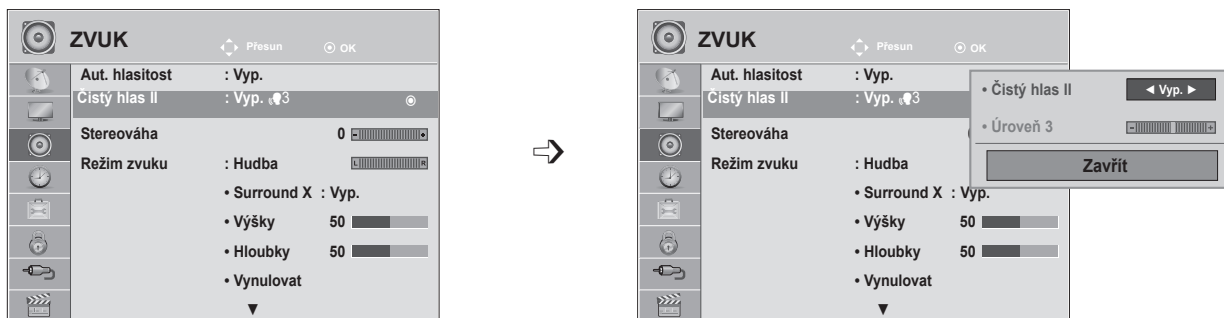 ZVUK
Přesun
OK
Aut. hlasitost : Vyp.
Čistý hlas II : Vyp. 3
Stereováha 0 - +
L R
Režim zvuku : Hudba
• Surround X : Vyp.
• Výšky 50
• Hloubky 50
• Vynulovat
▼
ZVUK
Přesun
OK
Aut. hlasitost : Vyp.
Čistý hlas II : Vyp. 3
Stereováha
Režim zvuku : Hudba
• Surround X : Vyp.
• Výšky 50
• Hloubky 50
• Vynulovat
▼
• Čistý hlas II ◄ Vyp. ►
• Úroveň 3 - +
Zavřít